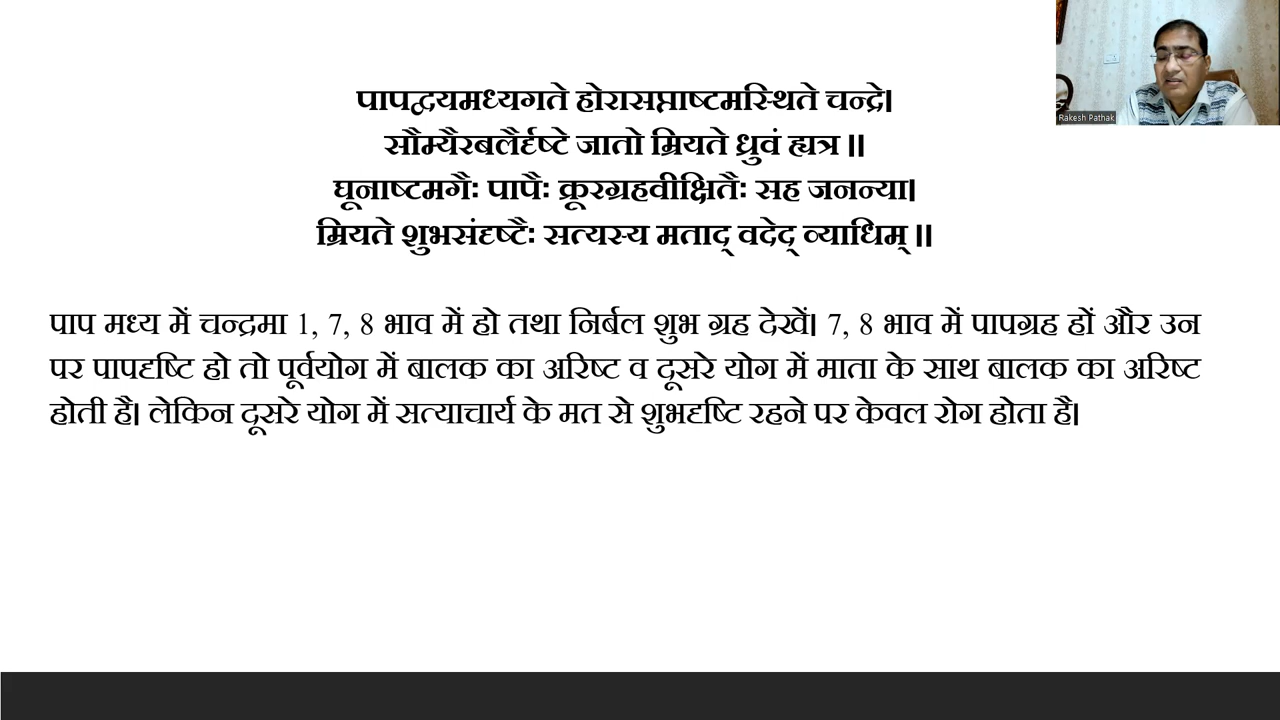 पापद्वयमध्यगते होरासप्ताष्टमस्थिते चन्द्रे।
सौम्यैरबलैर्दृष्टे जातो म्रियते ध्रुवं ह्यत्र ॥
घूनाष्टमगैः पापैः क्रूरग्रहवीक्षितैः सह जनन्या।
म्रियते शुभसंदृष्टैः सत्यस्य मताद् वदेद् व्याधिम् ॥
पाप मध्य में चन्द्रमा 1, 7, 8 भाव में हो तथा निर्बल शुभ ग्रह देखें। 7, 8 भाव में पापग्रह हों और उन
पर पापदृष्टि हो तो पूर्वयोग में बालक का अरिष्ट व दूसरे योग में माता के साथ बालक का अरिष्ट
होती है। लेकिन दूसरे योग में सत्याचार्य के मत से शुभदृष्टि रहने पर केवल रोग होता है।
Rakesh Pathak